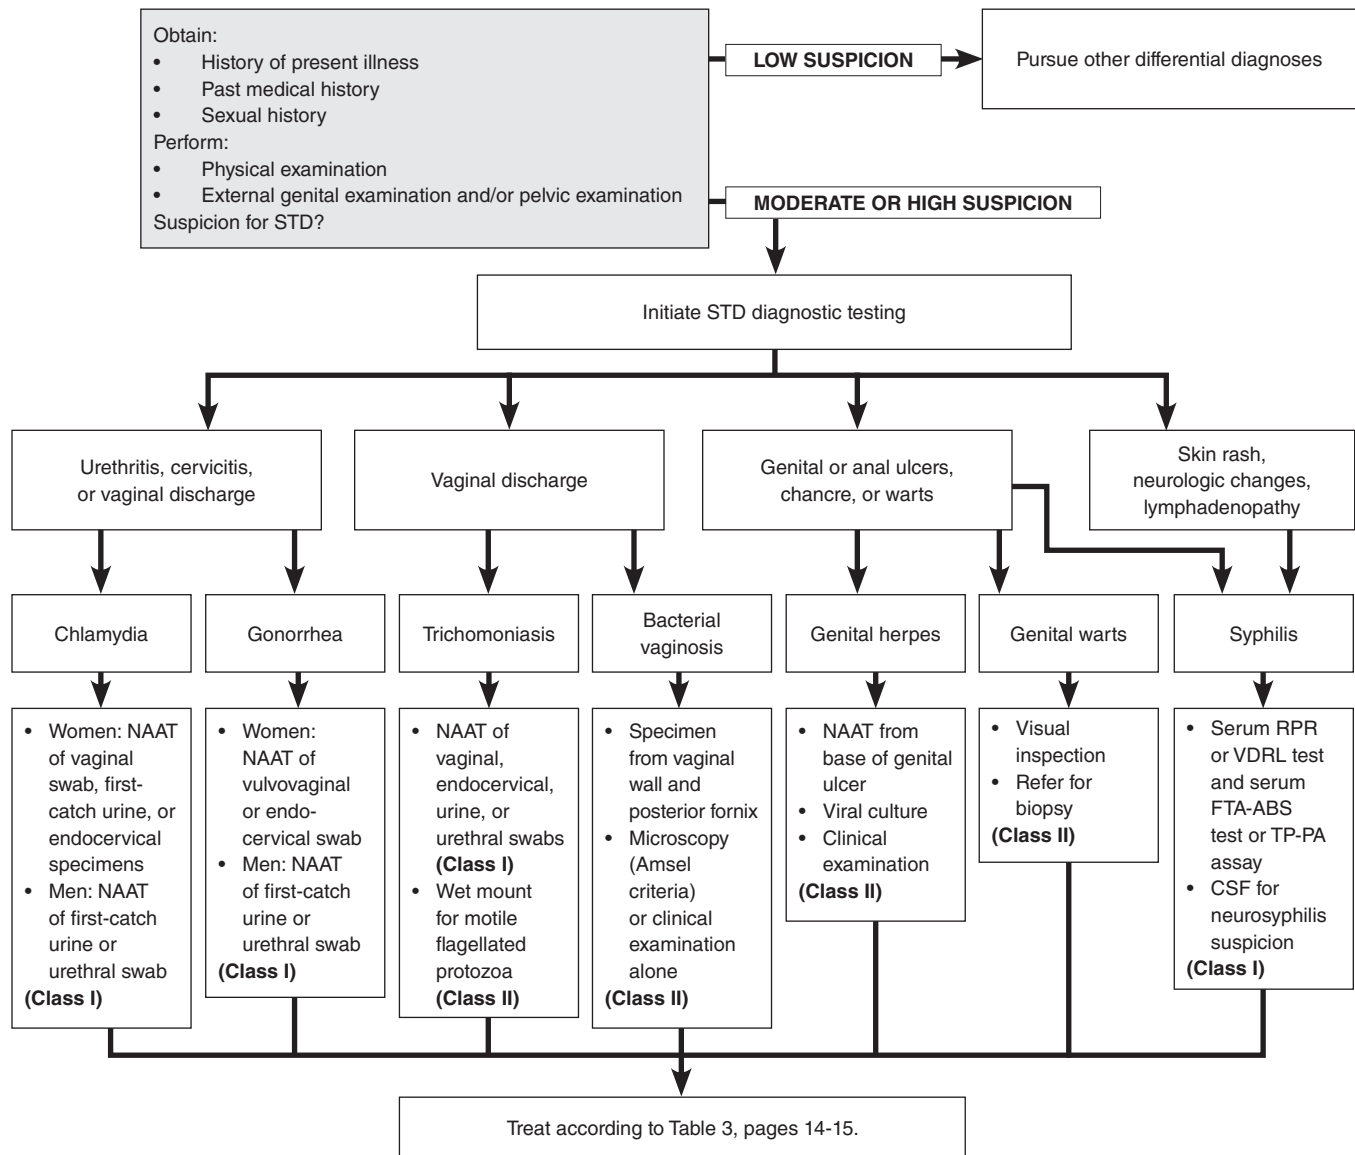 Obtain:
• History of present illness
• Past medical history
• Sexual history
Perform:
• Physical examination
• External genital examination and/or pelvic examination
Suspicion for STD?
LOW SUSPICION
Pursue other differential diagnoses
MODERATE OR HIGH SUSPICION
Initiate STD diagnostic testing
Urethritis, cervicitis,
or vaginal discharge
Vaginal discharge
Genital or anal ulcers,
chancre, or warts
Skin rash,
neurologic changes,
lymphadenopathy
Chlamydia
Gonorrhea
Trichomoniasis
Bacterial
vaginosis
Genital herpes
Genital warts
Syphilis
• Women: NAAT
of vaginal
swab, first-
catch urine, or
endocervical
specimens
• Men: NAAT
of first-catch
urine or
urethral swab
(Class I)
• Women:
NAAT of
vulvovaginal
or endo-
cervical swab
• Men: NAAT
of first-catch
urine or
urethral swab
(Class I)
• NAAT of
vaginal,
endocervical,
urine, or
urethral swabs
(Class I)
• Wet mount
for motile
flagellated
protozoa
(Class II)
• Specimen
from vaginal
wall and
posterior fornix
• Microscopy
(Amsel
criteria)
or clinical
examination
alone
(Class II)
• NAAT from
base of genital
ulcer
• Viral culture
• Clinical
examination
(Class II)
• Visual
inspection
• Refer for
biopsy
(Class II)
• Serum RPR
or VDRL test
and serum
FTA-ABS
test or TP-PA
assay
• CSF for
neurosyphilis
suspicion
(Class I)
Treat according to Table 3, pages 14-15.